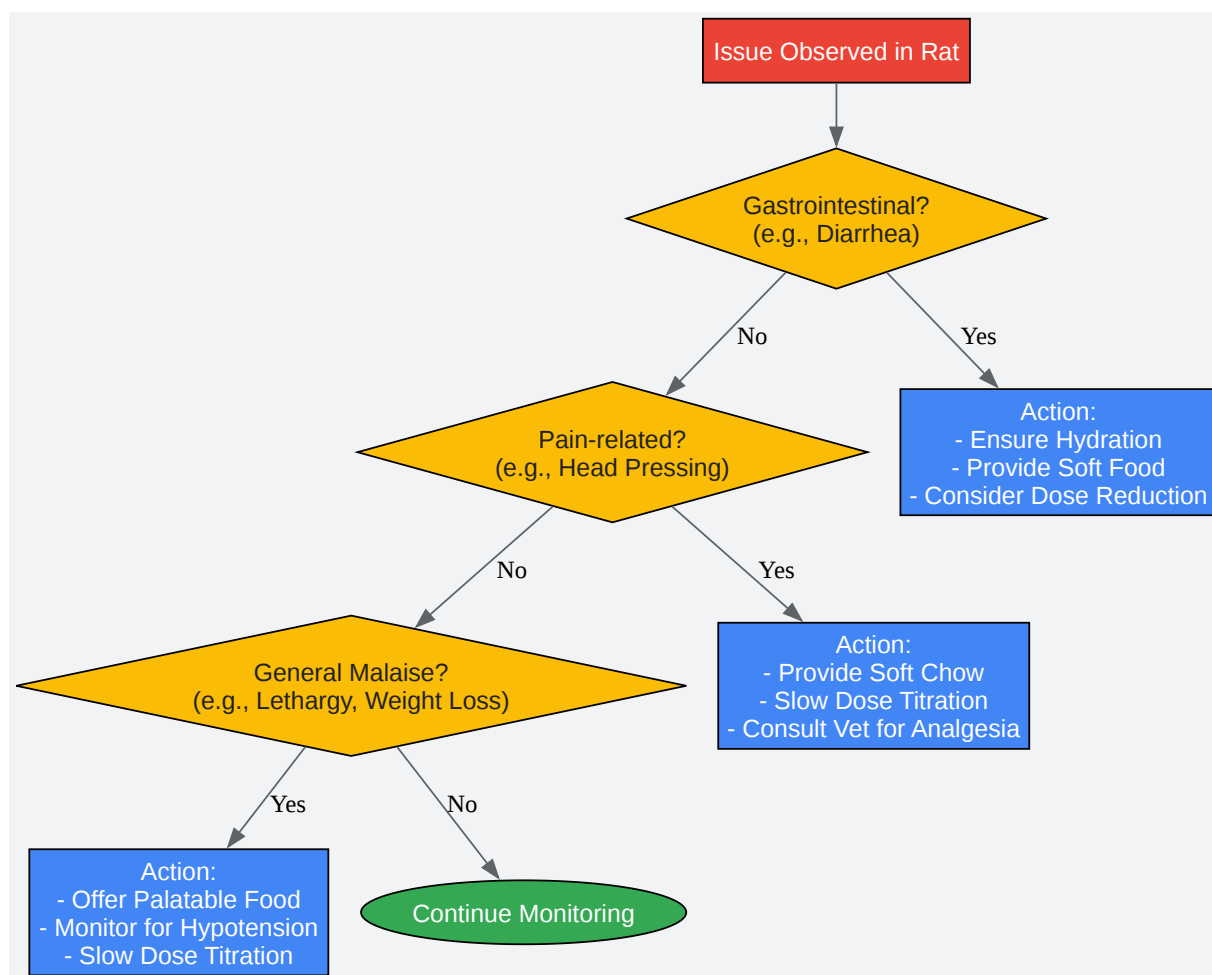 Issue Observed in Rat
Gastrointestinal?
(e.g., Diarrhea)
No
Yes
Pain-related?
(e.g., Head Pressing)
Action:
- Ensure Hydration
- Provide Soft Food
- Consider Dose Reduction
No
Yes
General Malaise?
(e.g., Lethargy, Weight Loss)
Action:
- Provide Soft Chow
- Slow Dose Titration
- Consult Vet for Analgesia
Yes
No
Action:
- Offer Palatable Food
- Monitor for Hypotension
- Slow Dose Titration
Continue Monitoring